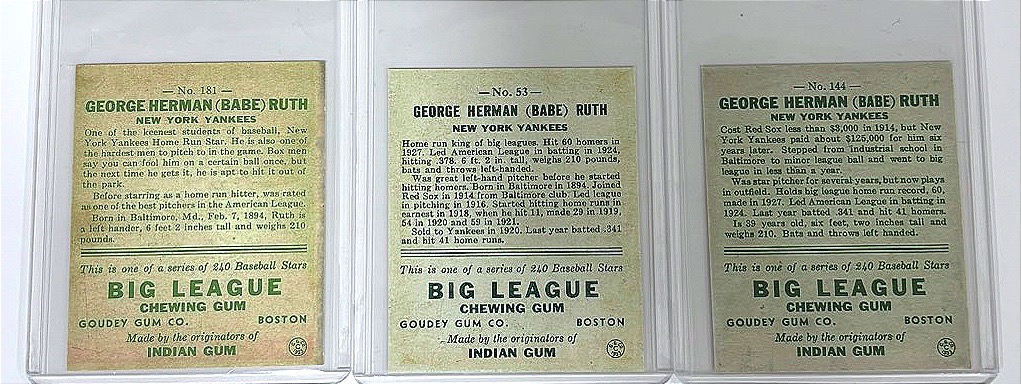 — No. 181 —
GEORGE HERMAN (BABE) RUTH
NEW YORK YANKEES
One of the keenest students of baseball, New
York Yankees Home Run Star. He is also one of
the hardest men to pitch to in the game. Box men
say you can fool him on a certain ball once, but
the next time he gets it, he is apt to hit it out of
the park.
Before starring as a home run hitter, was rated
as one of the best pitchers in the American League.
Born in Baltimore, Md., Feb. 7, 1894, Ruth is
a left hander, 6 feet 2 inches tall and weighs 210
pounds.
This is one of a series of 240 Baseball Stars
BIG LEAGUE
CHEWING GUM
GOUDEY GUM CO. BOSTON
Made by the originators of
INDIAN GUM
— No. 53 —
GEORGE HERMAN (BABE) RUTH
NEW YORK YANKEES
Home run king of big leagues. Hit 60 homers in
1927. Led American League in batting in 1924,
hitting .378. 6 ft. 2 in. tall, weighs 210 pounds,
bats and throws left-handed.
Was great left-hand pitcher before he started
hitting homers. Born in Baltimore in 1894. Joined
Red Sox in 1914 from Baltimore club. Led league
in pitching in 1916. Started hitting home runs in
earnest in 1918, when he hit 11, made 29 in 1919,
54 in 1920 and 59 in 1921.
Sold to Yankees in 1920. Last year batted .341
and hit 41 home runs.
This is one of a series of 240 Baseball Stars
BIG LEAGUE
CHEWING GUM
GOUDEY GUM CO. BOSTON
Made by the originators of
INDIAN GUM
— No. 144 —
GEORGE HERMAN (BABE) RUTH
NEW YORK YANKEES
Cost Red Sox less than $3,000 in 1914, but New
York Yankees paid about $125,000 for him six
years later. Stepped from industrial school in
Baltimore to minor league ball and went to big
league in less than a year.
Was star pitcher for several years, but now plays
in outfield. Holds big league home run record, 60,
made in 1927. Led American League in batting in
1924. Last year batted .341 and hit 41 homers.
Is 39 years old, six feet, two inches tall and
weighs 210. Bats and throws left handed.
This is one of a series of 240 Baseball Stars
BIG LEAGUE
CHEWING GUM
GOUDEY GUM CO. BOSTON
Made by the originators of
INDIAN GUM